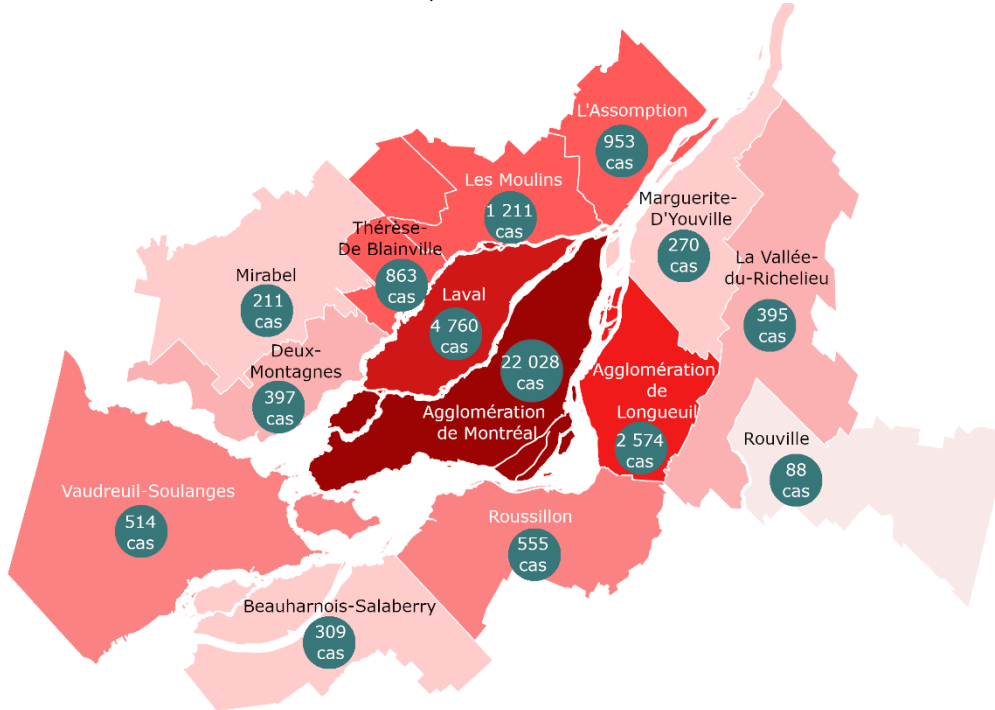 L'Assomption
953
cas
Les Moulins
1 211
cas
Marguerite-
D'Youville
270
cas
Thérèse-
De Blainville
863
cas
La Vallée-
du-Richelieu
395
cas
Mirabel
211
cas
Laval
4 760
cas
Deux-
Montagnes
397
cas
22 028
cas
Agglomération
de Montréal
Agglomération
de
Longueuil
2 574
cas
Rouville
88
cas
Vaudreuil-Soulanges
514
cas
Roussillon
555
cas
Beauharnois-Salaberry
309
cas